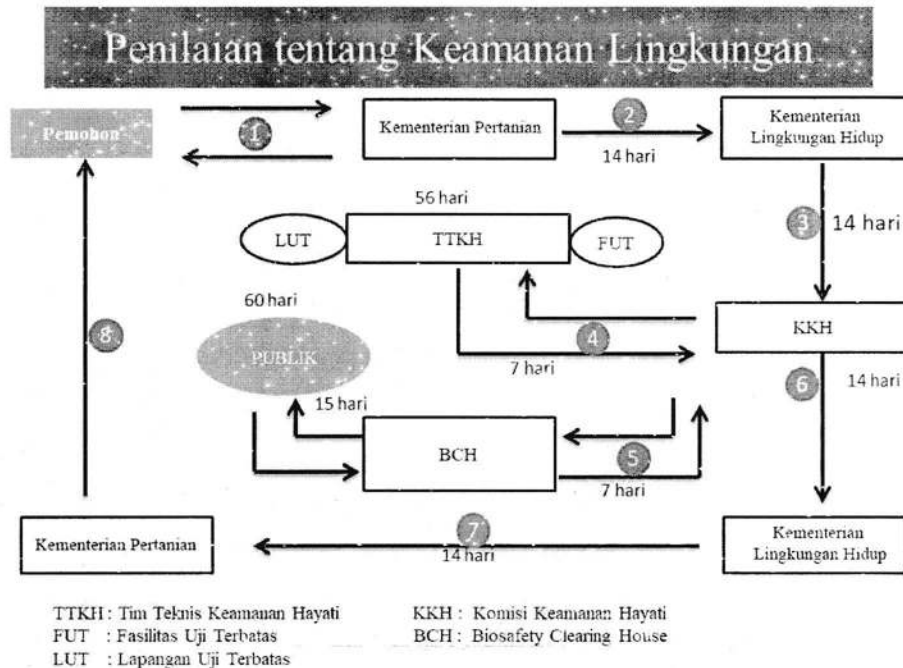 Penilaian tentang Keamanan Lingkungan
Pemohon
1
Kementerian Pertanian
2
14 hari
Kementerian
Lingkungan Hidup
3
14 hari
56 hari
LUT
TTKH
FUT
60 hari
PUBLIK
4
7 hari
KKH
8
6
14 hari
15 hari
BCH
5
7 hari
Kementerian Pertanian
7
14 hari
Kementerian
Lingkungan Hidup
TTKH : Tim Teknis Keamanan Hayati
FUT : Fasilitas Uji Terbatas
LUT : Lapangan Uji Terbatas
KKH : Komisi Keamanan Hayati
BCH : Biosafety Clearing House